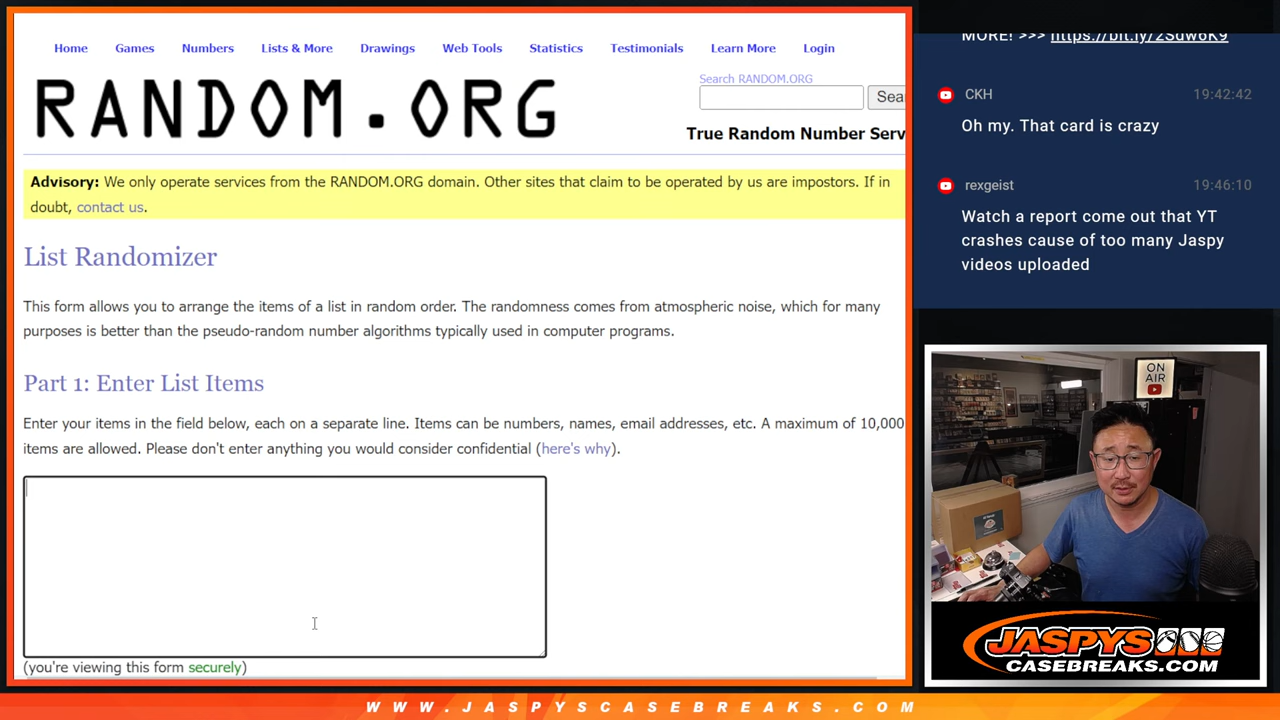 Home Games Numbers Lists & More Drawings Web Tools Statistics Testimonials Learn More Login
RANDOM.ORG
Search RANDOM.ORG
Sear
True Random Number Serv
Advisory: We only operate services from the RANDOM.ORG domain. Other sites that claim to be operated by us are impostors. If in
doubt, contact us.
List Randomizer
This form allows you to arrange the items of a list in random order. The randomness comes from atmospheric noise, which for many
purposes is better than the pseudo-random number algorithms typically used in computer programs.
Part 1: Enter List Items
Enter your items in the field below, each on a separate line. Items can be numbers, names, email addresses, etc. A maximum of 10,000
items are allowed. Please don't enter anything you would consider confidential (here's why).
(you're viewing this form securely)
MORE! >>> https://bit.ly/2Sdw6K9
CKH 19:42:42
Oh my. That card is crazy
rexgeist 19:46:10
Watch a report come out that YT
crashes cause of too many Jaspy
videos uploaded
ON
AIR
JASPYS
CASEBREAKS.COM
WWW.JASPYSCASEBREAKS.COM